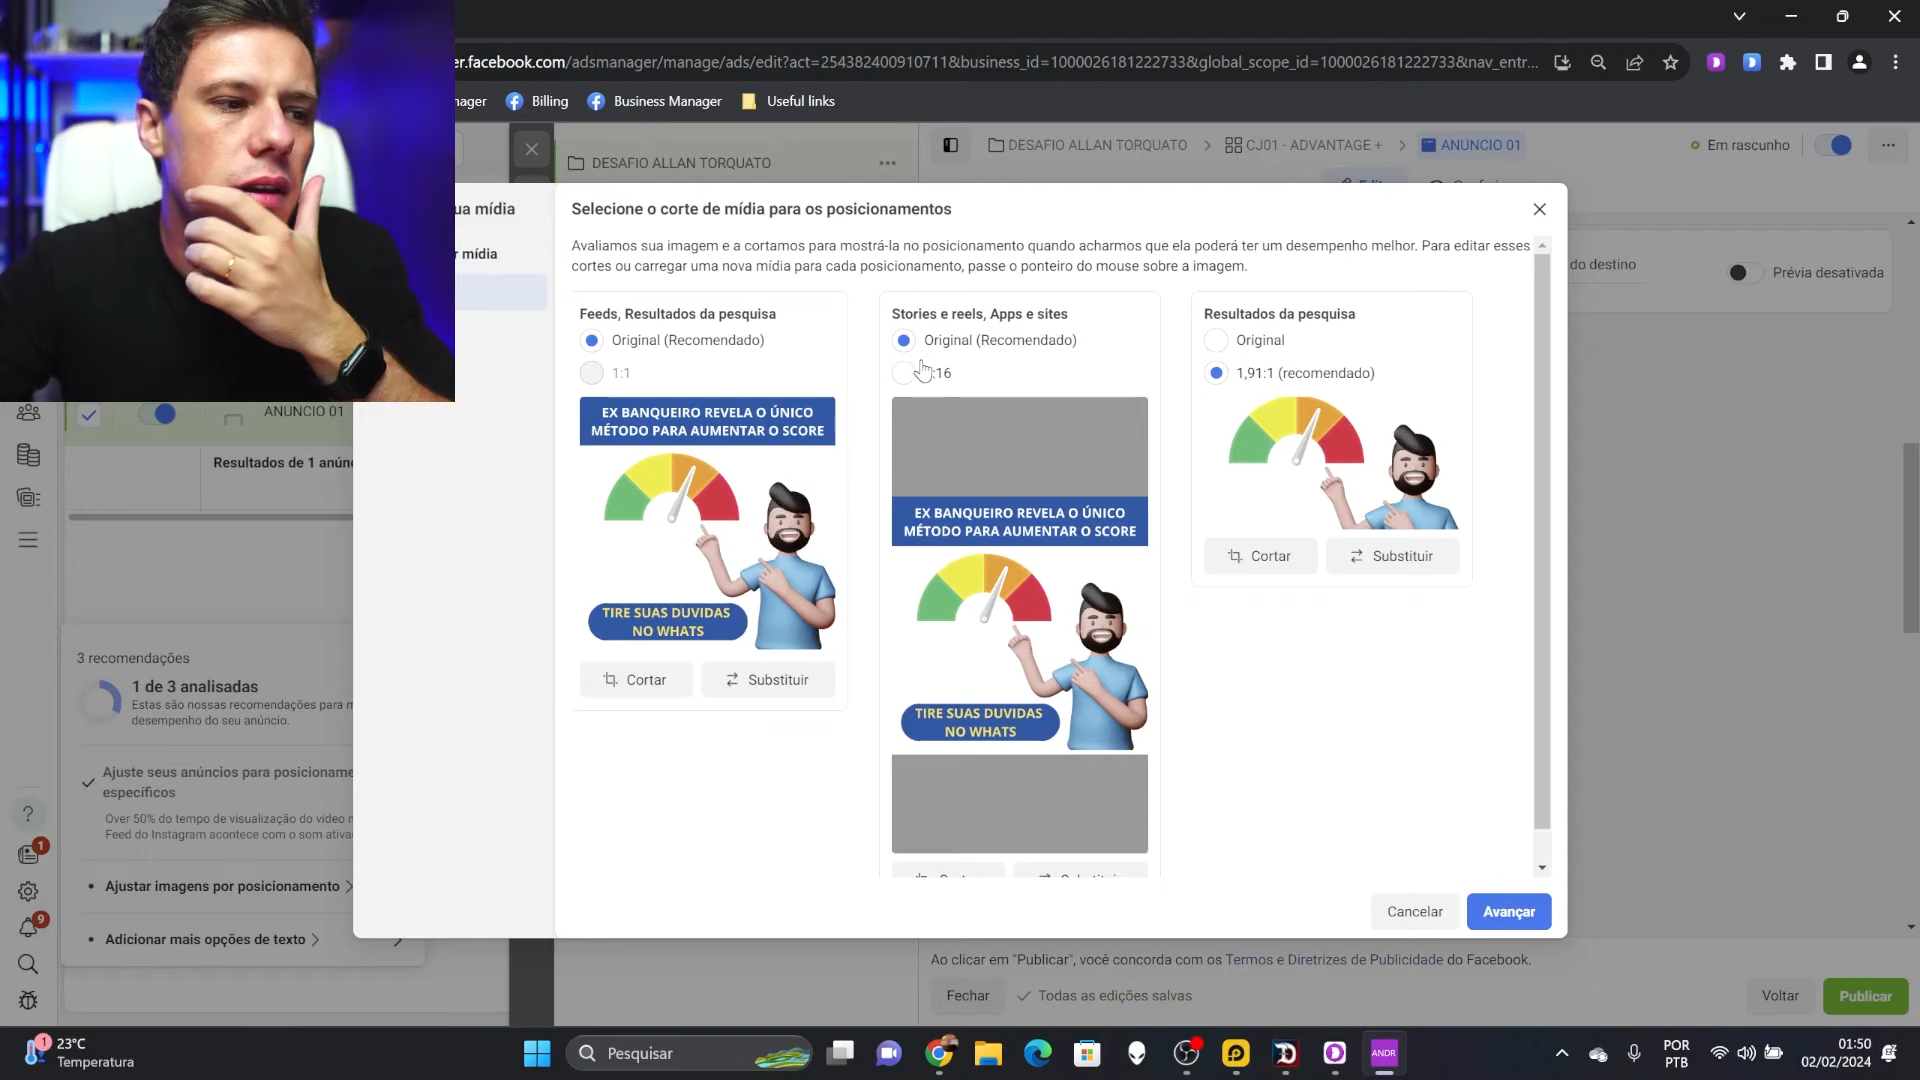 er.facebook.com/adsmanager/manage/ads/edit?act=254382400910711&business_id=1000026181222733&global_scope_id=1000026181222733&nav_entr...
nager
Billing
Business Manager
Useful links
DESAFIO ALLAN TORQUATO
DESAFIO ALLAN TORQUATO
CJ01 - ADVANTAGE +
ANUNCIO 01
Em rascunho
ua mídia
r mídia
Selecione o corte de mídia para os posicionamentos
Avaliamos sua imagem e a cortamos para mostrá-la no posicionamento quando acharmos que ela poderá ter um desempenho melhor. Para editar esses
cortes ou carregar uma nova mídia para cada posicionamento, passe o ponteiro do mouse sobre a imagem.
do destino
Prévia desativada
Feeds, Resultados da pesquisa
Original (Recomendado)
1:1
EX BANQUEIRO REVELA O ÚNICO
MÉTODO PARA AUMENTAR O SCORE
TIRE SUAS DUVIDAS
NO WHATS
Cortar
Substituir
Stories e reels, Apps e sites
Original (Recomendado)
:16
EX BANQUEIRO REVELA O ÚNICO
MÉTODO PARA AUMENTAR O SCORE
TIRE SUAS DUVIDAS
NO WHATS
Resultados da pesquisa
Original
1,91:1 (recomendado)
Cortar
Substituir
Cancelar
Avançar
ANUNCIO 01
Resultados de 1 anúnc
3 recomendações
1 de 3 analisadas
Estas são nossas recomendações para m
desempenho do seu anúncio.
Ajuste seus anúncios para posicioname
específicos
Over 50% do tempo de visualização do vídeo n
Feed do Instagram acontece com o som ativa
Ajustar imagens por posicionamento
Adicionar mais opções de texto
1
9
Ao clicar em "Publicar", você concorda com os Termos e Diretrizes de Publicidade do Facebook.
Fechar
Todas as edições salvas
Voltar
Publicar
1
23°C
Temperatura
Pesquisar
ANDR
POR
PTB
01:50
02/02/2024